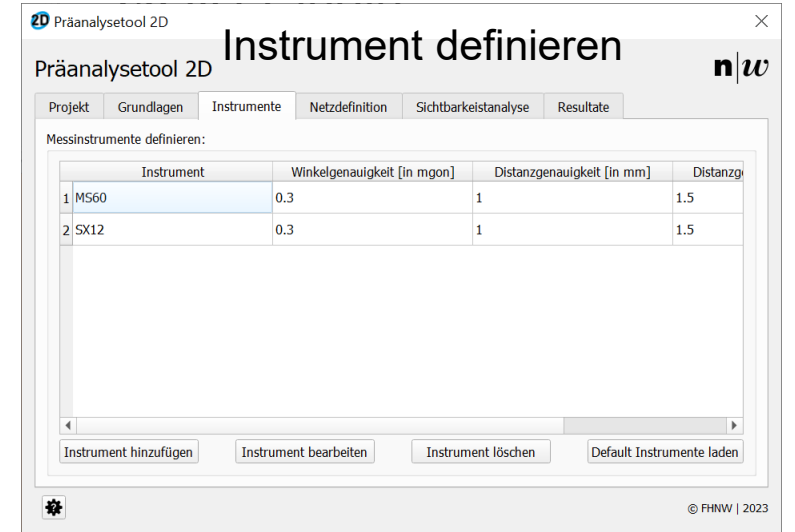 2D Präanalysetool 2D
Instrument definieren
Präanalysetool 2D
n|w
Projekt Grundlagen Instrumente Netzdefinition Sichtbarkeistanalyse Resultate
Messinstrumente definieren:
Instrument Winkelgenauigkeit [in mgon] Distanzgenauigkeit [in mm] Distanzg
1 MS60 0.3 1 1.5
2 SX12 0.3 1 1.5
Instrument hinzufügen Instrument bearbeiten Instrument löschen Default Instrumente laden
© FHNW | 2023